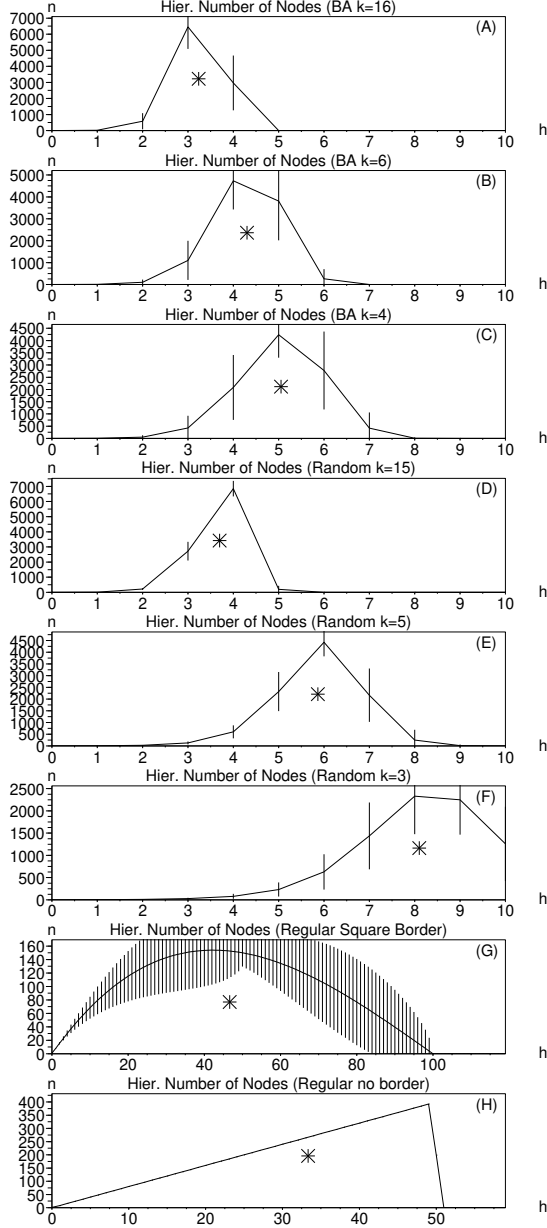 n
Hier. Number of Nodes (BA k=16)
(A)
7000
6000
5000
4000
3000
2000
1000
0
0 1 2 3 4 5 6 7 8 9 10
h
n
Hier. Number of Nodes (BA k=6)
(B)
5000
4000
3000
2000
1000
0
0 1 2 3 4 5 6 7 8 9 10
h
n
Hier. Number of Nodes (BA k=4)
(C)
4500
4000
3500
3000
2500
2000
1500
1000
500
0
0 1 2 3 4 5 6 7 8 9 10
h
n
Hier. Number of Nodes (Random k=15)
(D)
7000
6000
5000
4000
3000
2000
1000
0
0 1 2 3 4 5 6 7 8 9 10
h
n
Hier. Number of Nodes (Random k=5)
(E)
4500
4000
3500
3000
2500
2000
1500
1000
500
0
0 1 2 3 4 5 6 7 8 9 10
h
n
Hier. Number of Nodes (Random k=3)
(F)
2500
2000
1500
1000
500
0
0 1 2 3 4 5 6 7 8 9 10
h
n
Hier. Number of Nodes (Regular Square Border)
(G)
160
140
120
100
80
60
40
20
0
0 20 40 60 80 100
h
n
Hier. Number of Nodes (Regular no border)
(H)
400
350
300
250
200
150
100
50
0
0 10 20 30 40 50
h